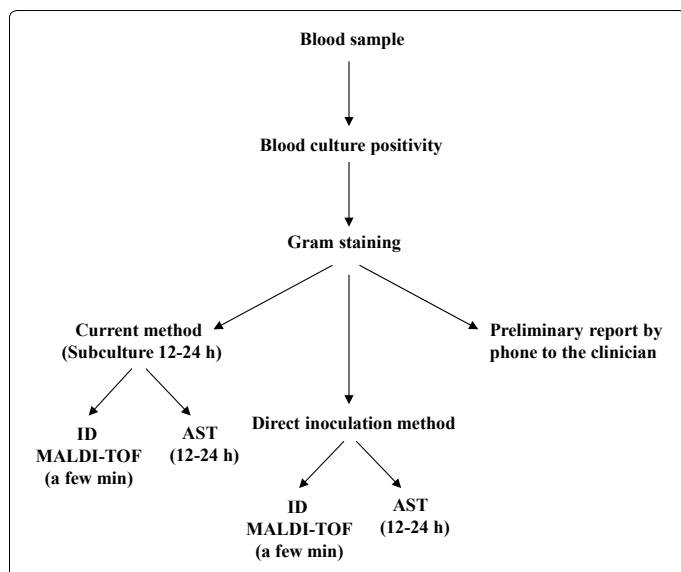 Blood sample
Blood culture positivity
Gram staining
Current method
(Subculture 12-24 h)
Preliminary report by
phone to the clinician
ID
MALDI-TOF
(a few min)
AST
(12-24 h)
Direct inoculation method
ID
MALDI-TOF
(a few min)
AST
(12-24 h)